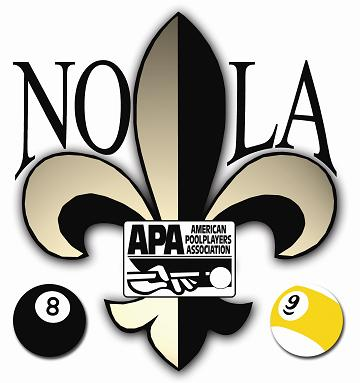 NO LA
APA AMERICAN
POOLPLAYERS
ASSOCIATION
8
9